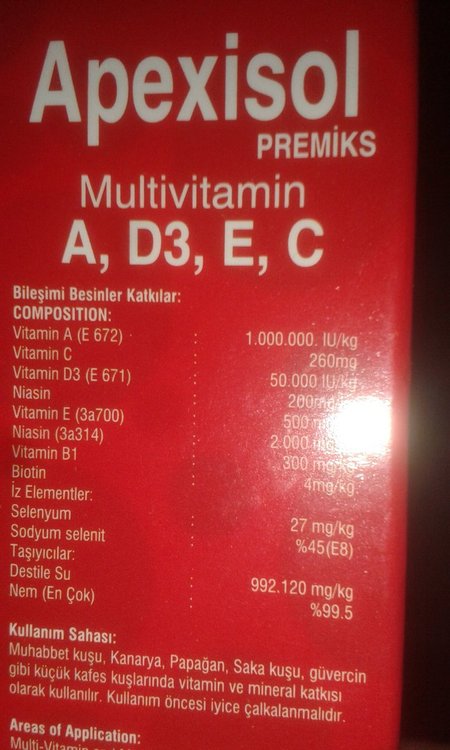 Apexisol
PREMİKS
Multivitamin
A, D3, E, C
Bileşimi Besinler Katkılar:
COMPOSITION:
Vitamin A (E 672) : 1.000.000. IU/kg
Vitamin C : 260mg
Vitamin D3 (E 671) : 50.000 IU/kg
Niasin : 200m
Vitamin E (3a700) : 500
Niasin (3a314) : 2.000
Vitamin B1 : 300 mg/kg
Biotin : 4mg/kg
İz Elementler:
Selenyum : 27 mg/kg
Sodyum selenit : %45(E8)
Taşıyıcılar:
Destile Su : 992.120 mg/kg
Nem (En Çok) : %99.5
Kullanım Sahası:
Muhabbet kuşu, Kanarya, Papağan, Saka kuşu, güvercin
gibi küçük kafes kuşlarında vitamin ve mineral katkısı
olarak kullanılır. Kullanım öncesi iyice çalkalanmalıdır.
Areas of Application: